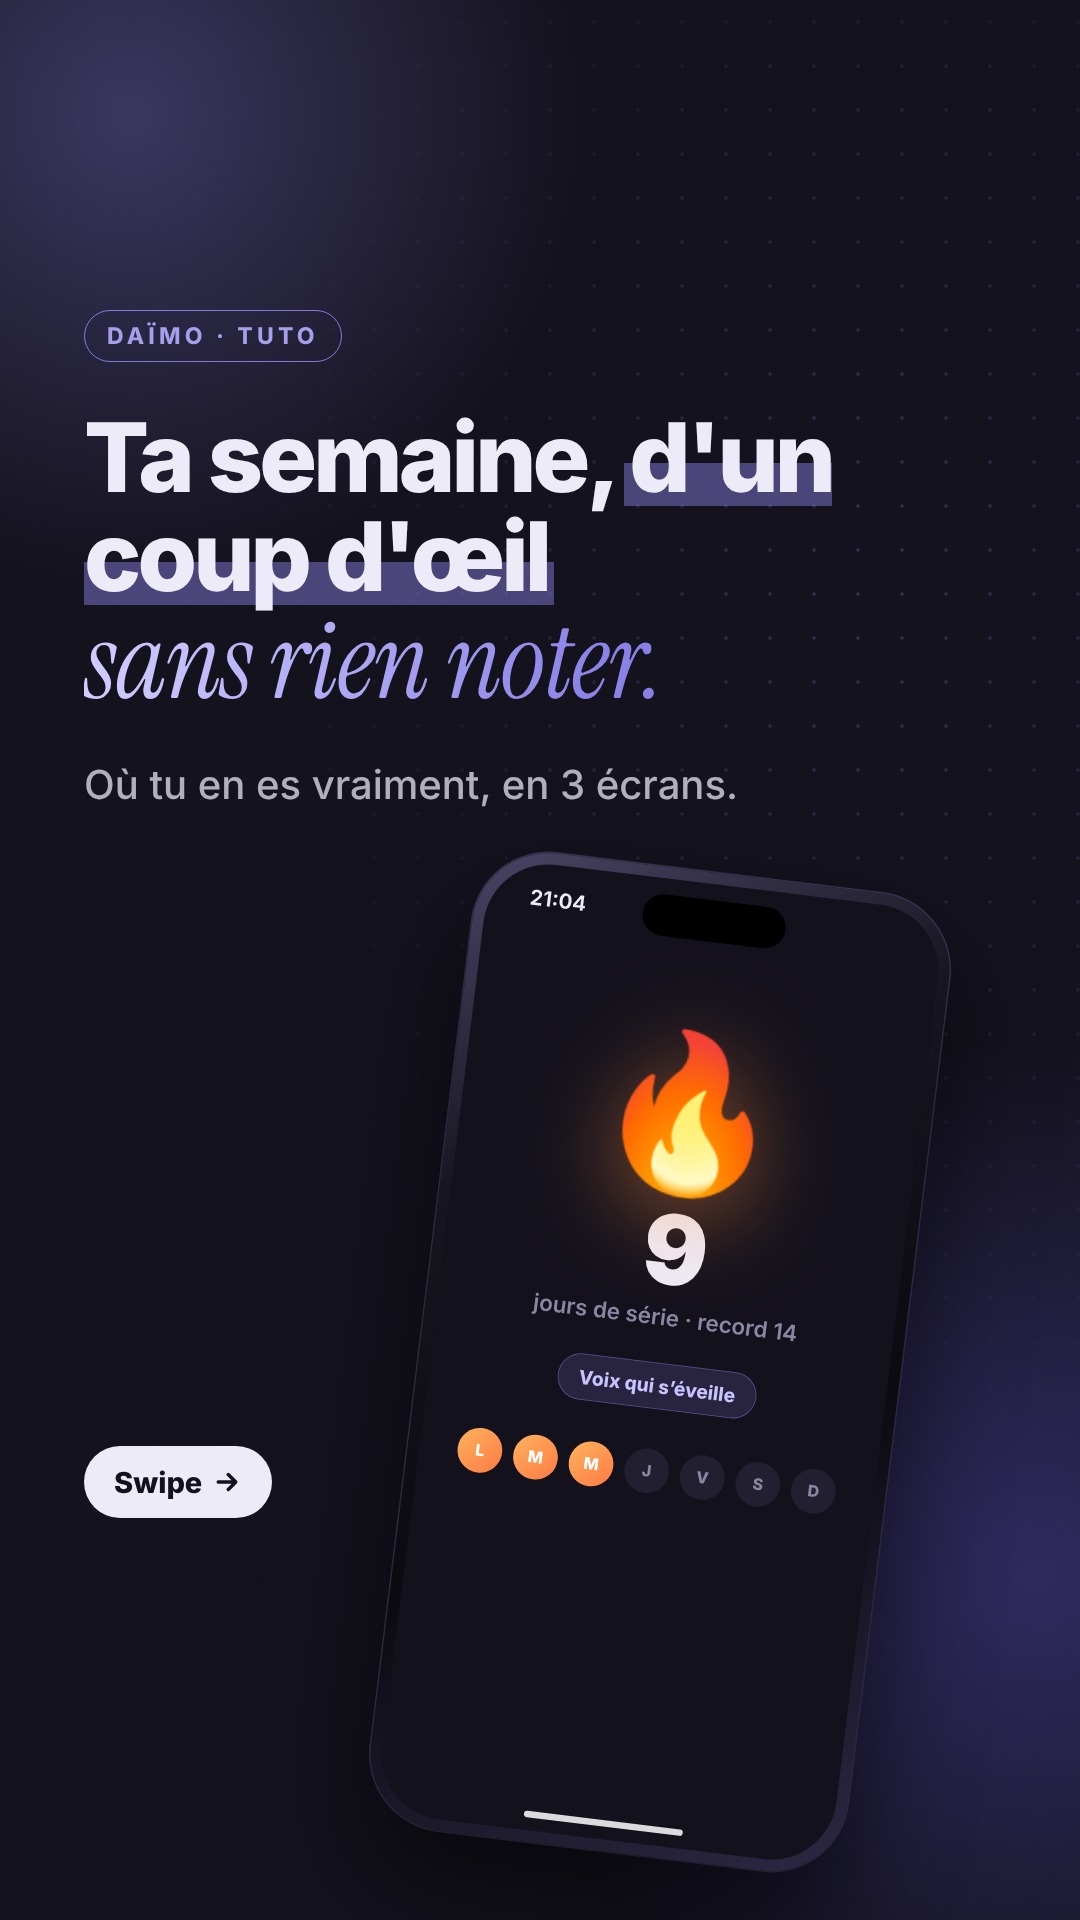 DAÏMO · TUTO
Ta semaine, d'un
coup d'œil
sans rien noter.
Où tu en es vraiment, en 3 écrans.
21:04
9
jours de série · record 14
Voix qui s’éveille
L M M J V S D
Swipe →